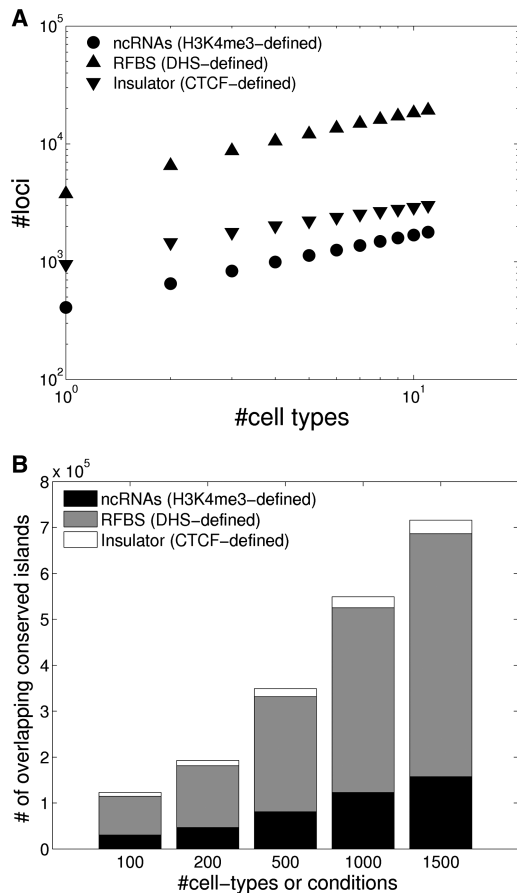 A
10^5
ncRNAs (H3K4me3-defined)
RFBS (DHS-defined)
Insulator (CTCF-defined)
10^4
#loci
10^3
10^2
10^0
10^1
#cell types
B
x 10^5
8
ncRNAs (H3K4me3-defined)
RFBS (DHS-defined)
Insulator (CTCF-defined)
7
6
5
4
3
2
1
0
# of overlapping conserved islands
100 200 500 1000 1500
#cell-types or conditions